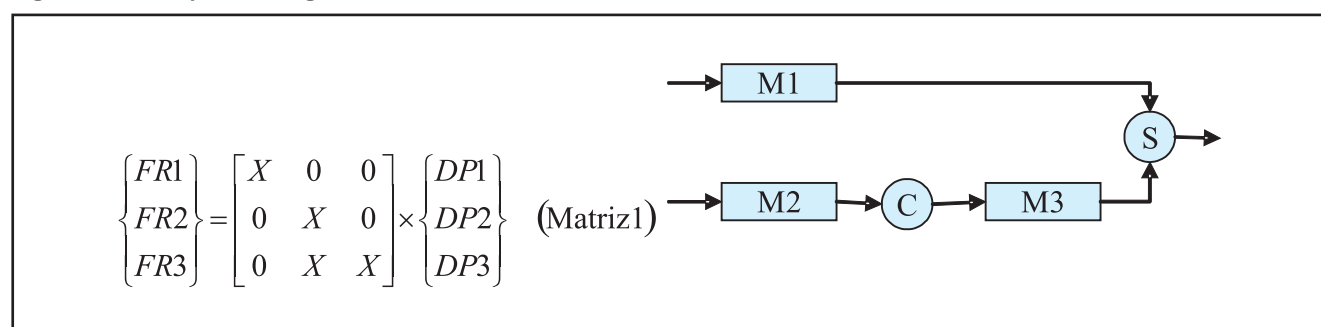 {FR1} [X 0 0] {DP1}
{FR2} = [0 X 0] × {DP2} (Matriz1)
{FR3} [0 X X] {DP3}
M1
S
M2
C
M3